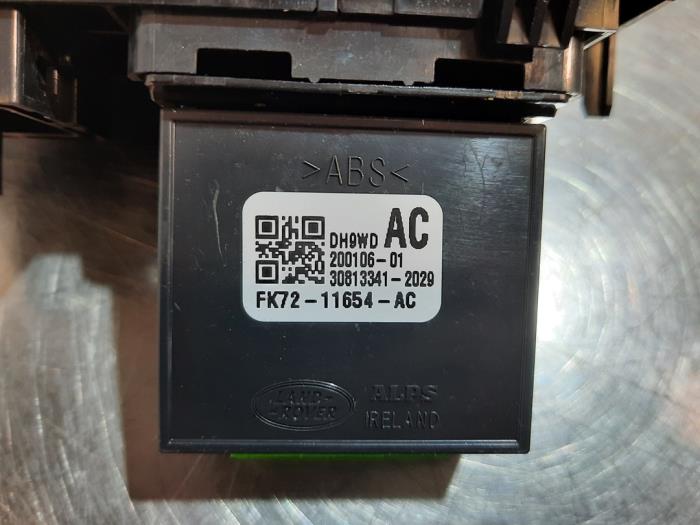 >ABS<
DH9WD AC
200106-01
30813341-2029
FK72-11654-AC
LAND-
-ROVER
ALPS
IRELAND